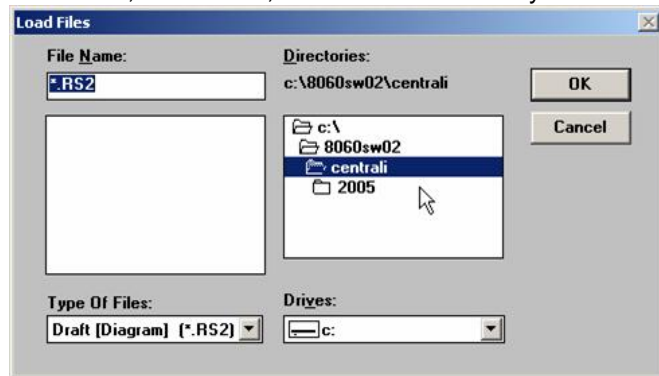 Load Files
File Name:
*.RS2
Directories:
c:\8060sw02\centrali
c:\
8060sw02
centrali
2005
OK
Cancel
Type Of Files:
Draft [Diagram] (*.RS2)
Drives:
c: